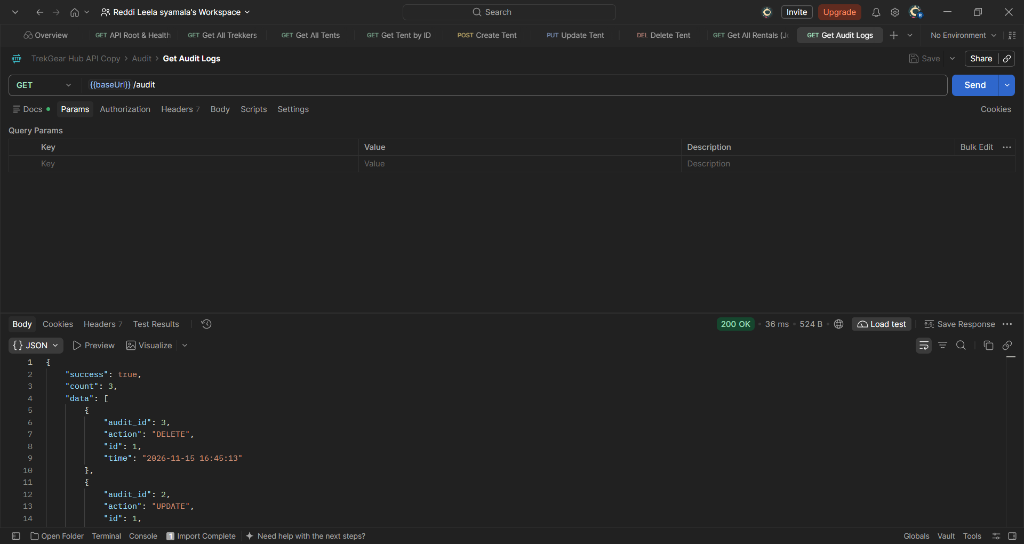 Reddi Leela syamala's Workspace Search Invite Upgrade
Overview GET API Root & Health GET Get All Trekkers GET Get All Tents GET Get Tent by ID POST Create Tent PUT Update Tent DEL Delete Tent GET Get All Rentals (J GET Get Audit Logs No Environment
TrekGear Hub API Copy > Audit > Get Audit Logs Save Share
GET {{baseUrl}} /audit Send
Docs Params Authorization Headers 7 Body Scripts Settings Cookies
Query Params
Key Value Description Bulk Edit
Key Value Description
Body Cookies Headers 7 Test Results 200 OK 36 ms 524 B Load test Save Response
{} JSON Preview Visualize
1 {
2 "success": true,
3 "count": 3,
4 "data": [
5 {
6 "audit_id": 3,
7 "action": "DELETE",
8 "id": 1,
9 "time": "2026-11-15 16:45:13"
10 },
11 {
12 "audit_id": 2,
13 "action": "UPDATE",
14 "id": 1,
Open Folder Terminal Console Import Complete Need help with the next steps? Globals Vault Tools